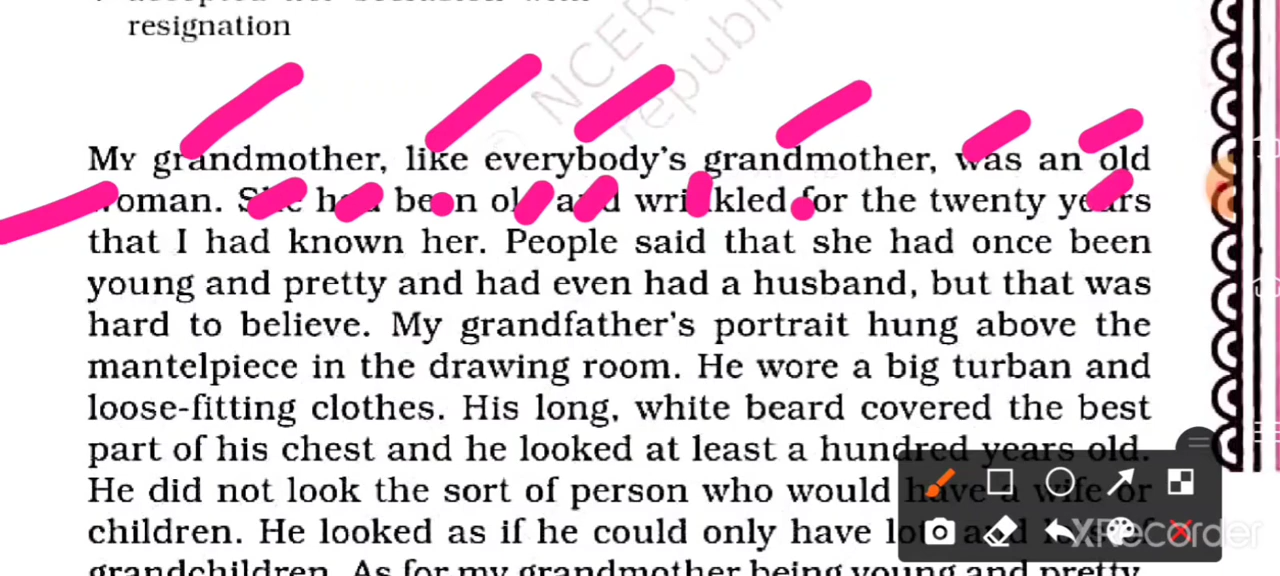 resignation
© NCERT
republi
My grandmother, like everybody's grandmother, was an old
woman. She had been old and wrinkled for the twenty years
that I had known her. People said that she had once been
young and pretty and had even had a husband, but that was
hard to believe. My grandfather's portrait hung above the
mantelpiece in the drawing room. He wore a big turban and
loose-fitting clothes. His long, white beard covered the best
part of his chest and he looked at least a hundred years old.
He did not look the sort of person who would have a wife or
children. He looked as if he could only have lots and lots of
grandchildren. As for my grandmother being young and pretty,
XRecorder